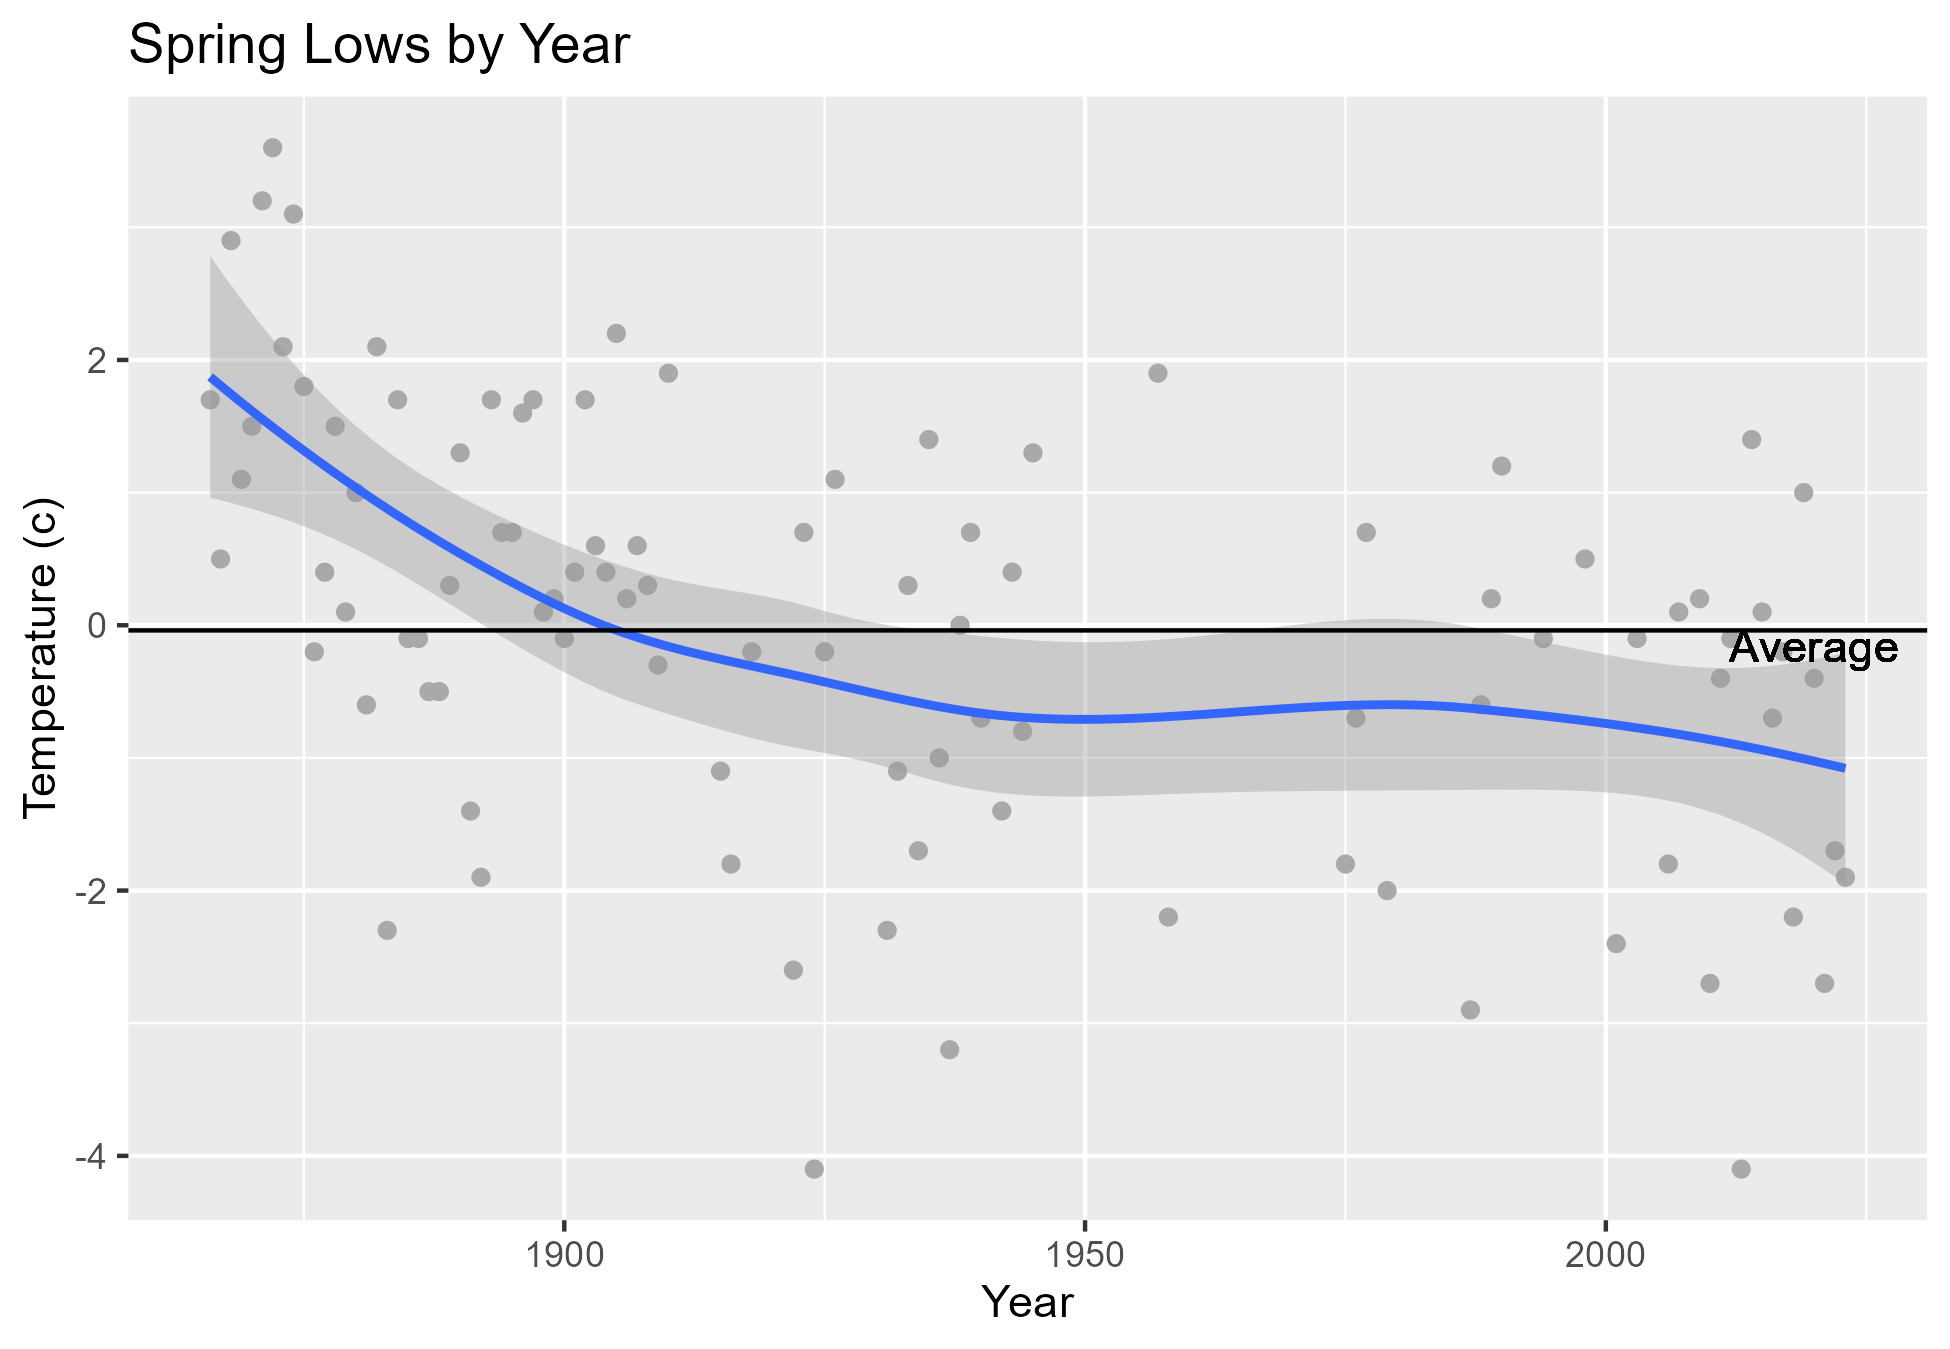 Spring Lows by Year
Temperature (c)
2
0
-2
-4
Average
1900 1950 2000
Year